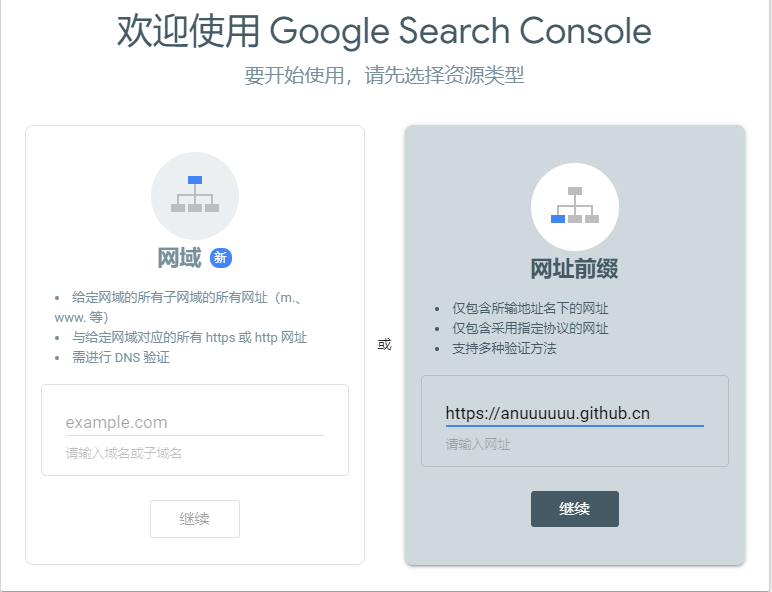 欢迎使用 Google Search Console
要开始使用，请先选择资源类型
网域 新
• 给定网域的所有子网域的所有网址（m.、
www. 等）
• 与给定网域对应的所有 https 或 http 网址
• 需进行 DNS 验证
example.com
请输入域名或子域名
继续
或
网址前缀
• 仅包含所输地址名下的网址
• 仅包含采用指定协议的网址
• 支持多种验证方法
https://anuuuuuu.github.cn
请输入网址
继续